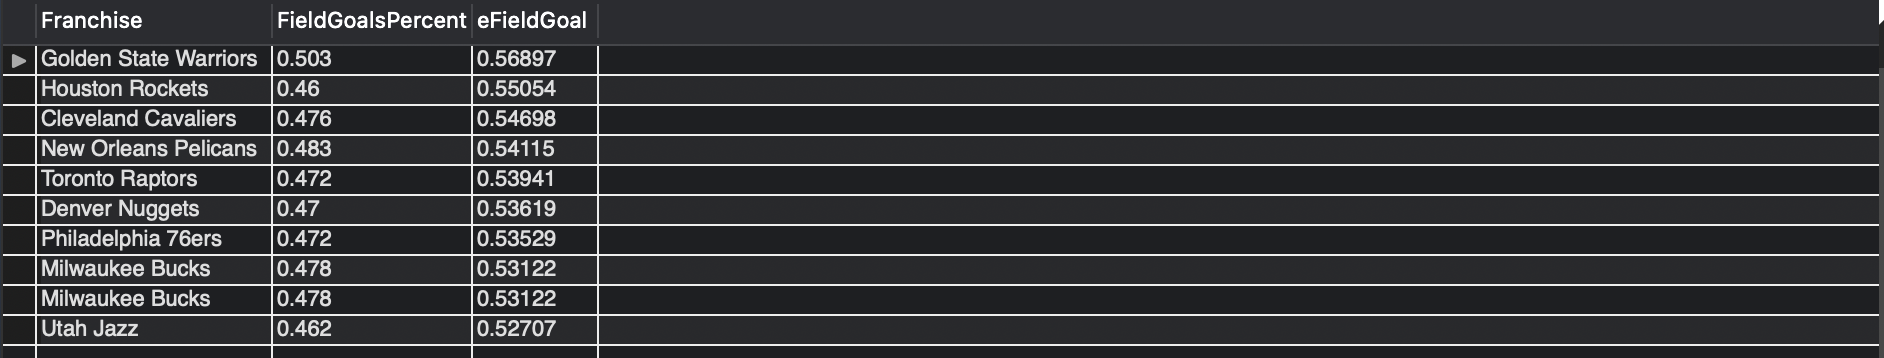 Franchise FieldGoalsPercent eFieldGoal
Golden State Warriors 0.503 0.56897
Houston Rockets 0.46 0.55054
Cleveland Cavaliers 0.476 0.54698
New Orleans Pelicans 0.483 0.54115
Toronto Raptors 0.472 0.53941
Denver Nuggets 0.47 0.53619
Philadelphia 76ers 0.472 0.53529
Milwaukee Bucks 0.478 0.53122
Milwaukee Bucks 0.478 0.53122
Utah Jazz 0.462 0.52707